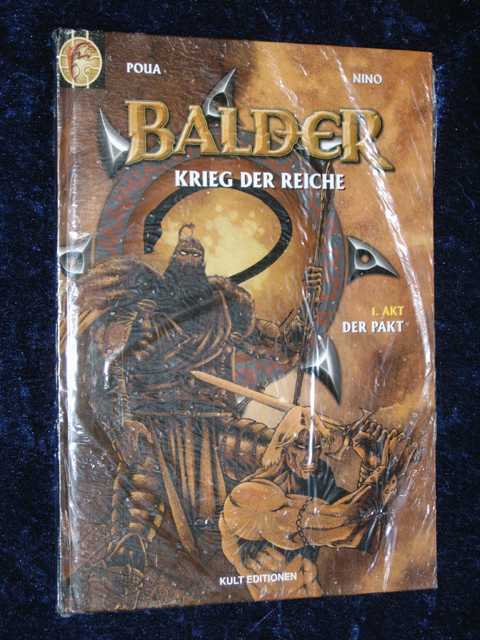 POUA
NINO
BALDER
KRIEG DER REICHE
1. AKT
DER PAKT
KULT EDITIONEN